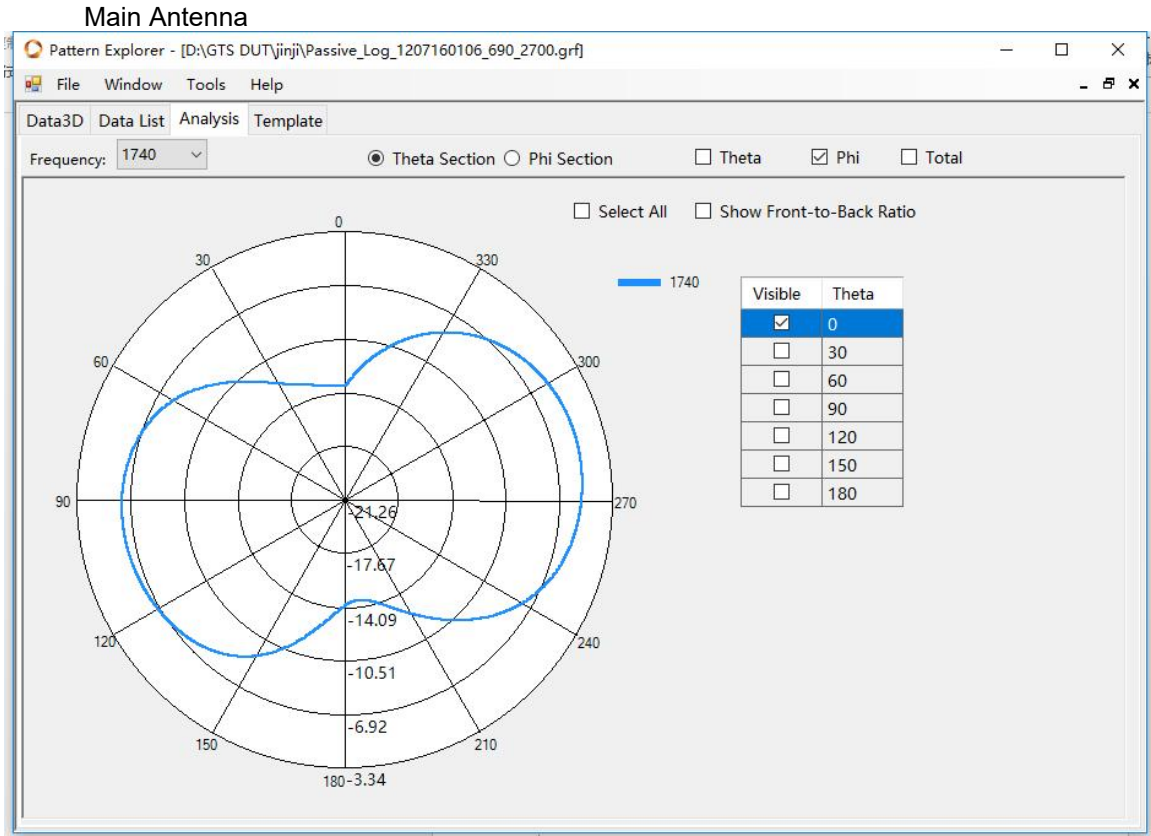 Main Antenna
Pattern Explorer - [D:\GTS DUT\jinji\Passive_Log_1207160106_690_2700.grf]
File Window Tools Help
Data3D Data List Analysis Template
Frequency: 1740 Theta Section Phi Section Theta Phi Total
Select All Show Front-to-Back Ratio
0
30 330
1740
Visible Theta
0
30
60
90
120
150
180
60 300
90 270
-21.26
-17.67
-14.09
120 240
-10.51
-6.92
150 210
180 -3.34